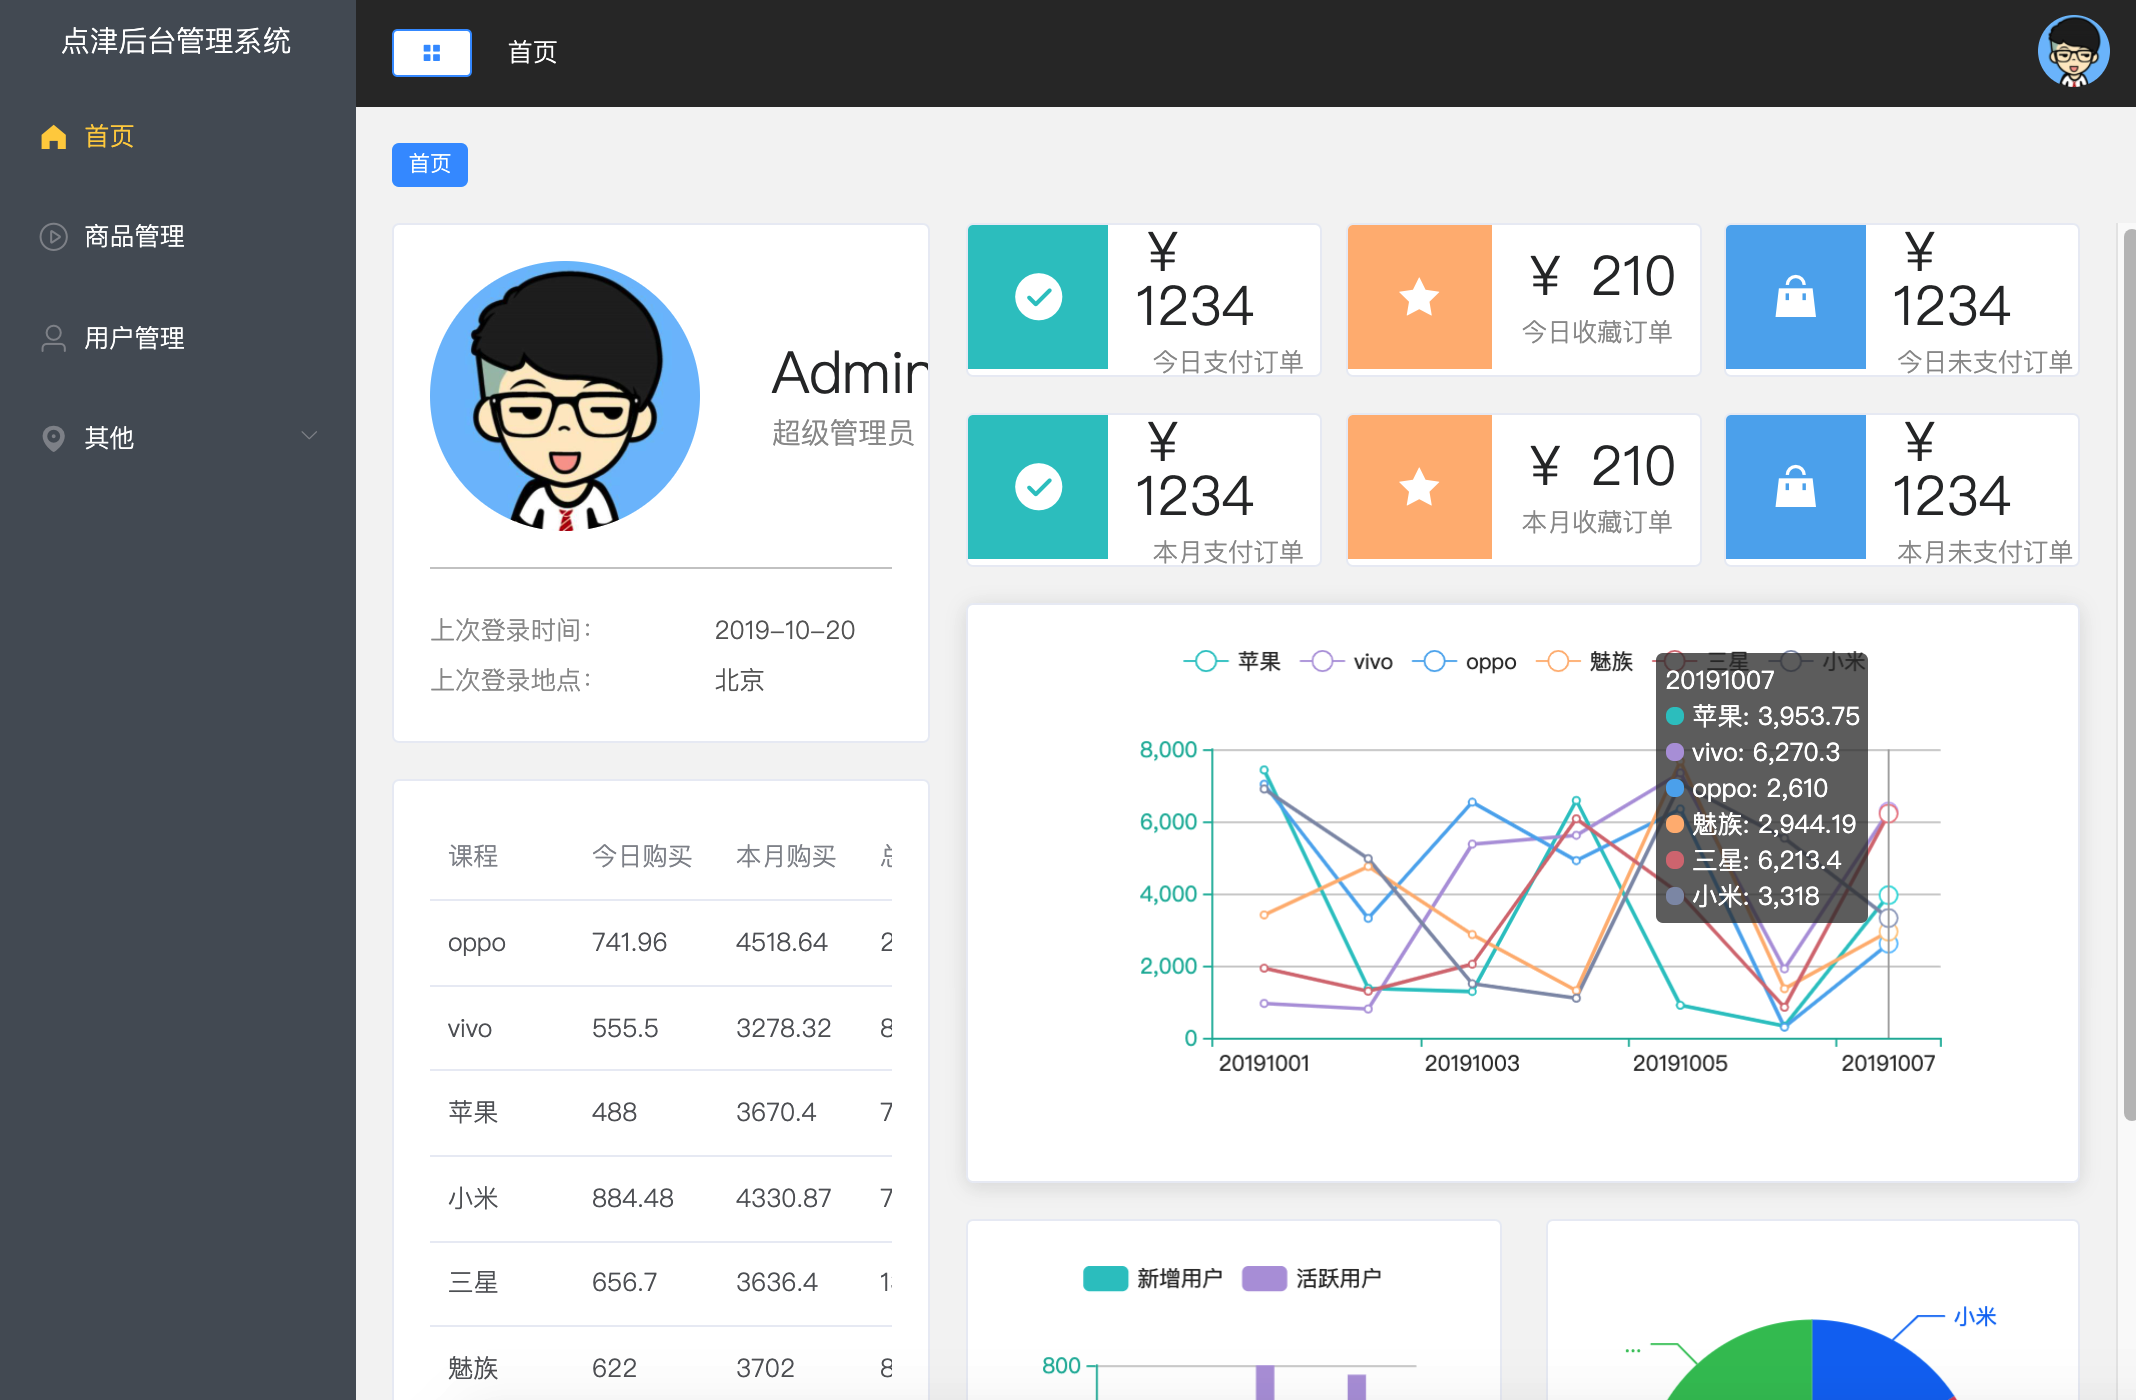 点津后台管理系统
首页
商品管理
用户管理
其他
首页
首页
Admin
超级管理员
上次登录时间：
2019-10-20
上次登录地点：
北京
¥
1234
今日支付订单
¥ 210
今日收藏订单
¥
1234
今日未支付订单
¥
1234
本月支付订单
¥ 210
本月收藏订单
¥
1234
本月未支付订单
课程 今日购买 本月购买 总
oppo 741.96 4518.64 2
vivo 555.5 3278.32 8
苹果 488 3670.4 7
小米 884.48 4330.87 7
三星 656.7 3636.4 1
魅族 622 3702 8
苹果 vivo oppo 魅族 三星 小米
20191007
苹果: 3,953.75
vivo: 6,270.3
oppo: 2,610
魅族: 2,944.19
三星: 6,213.4
小米: 3,318
8,000
6,000
4,000
2,000
0
20191001 20191003 20191005 20191007
新增用户 活跃用户
800
小米
...